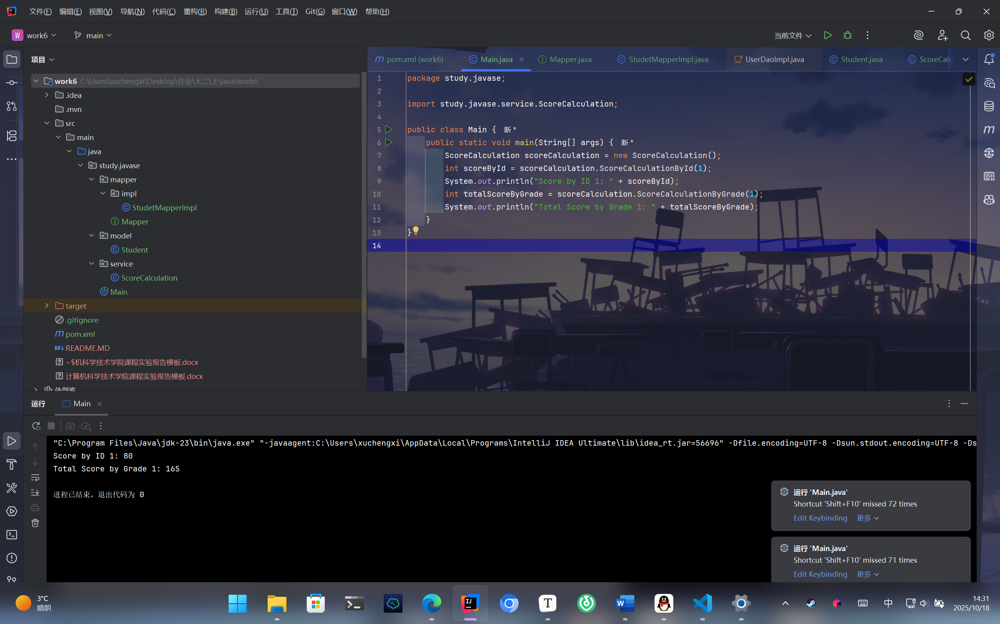 文件(F) 编辑(E) 视图(V) 导航(N) 代码(C) 重构(R) 构建(B) 运行(U) 工具(T) Git(G) 窗口(W) 帮助(H)
W work6 main 当前文件
项目
work6 C:\Users\xuchengxi\Desktop\作业\大二\上\java\work6
.idea
.mvn
src
main
java
study.javase
mapper
impl
StudetMapperImpl
Mapper
model
Student
service
ScoreCalculation
Main
target
.gitignore
pom.xml
README.MD
~$机科学技术学院课程实验报告模板.docx
计算机科学技术学院课程实验报告模板.docx
外部库
pom.xml (work6) Main.java Mapper.java StudetMapperImpl.java UserDaoImpl.java Student.java ScoreCalc
1 package study.javase;
2
3 import study.javase.service.ScoreCalculation;
4
5 public class Main { 新 *
6 public static void main(String[] args) { 新 *
7 ScoreCalculation scoreCalculation = new ScoreCalculation();
8 int scoreById = scoreCalculation.ScoreCalculationById(1);
9 System.out.println("Score by ID 1: " + scoreById);
10 int totalScoreByGrade = scoreCalculation.ScoreCalculationByGrade(1);
11 System.out.println("Total Score by Grade 1: " + totalScoreByGrade);
12 }
13 }
14
运行 Main
"C:\Program Files\Java\jdk-23\bin\java.exe" "-javaagent:C:\Users\xuchengxi\AppData\Local\Programs\IntelliJ IDEA Ultimate\lib\idea_rt.jar=56696" -Dfile.encoding=UTF-8 -Dsun.stdout.encoding=UTF-8 -Ds
Score by ID 1: 80
Total Score by Grade 1: 165
进程已结束，退出代码为 0
运行 'Main.java'
Shortcut 'Shift+F10' missed 72 times
Edit Keybinding 更多
运行 'Main.java'
Shortcut 'Shift+F10' missed 71 times
Edit Keybinding 更多
3°C
晴朗
中
14:31
2025/10/18